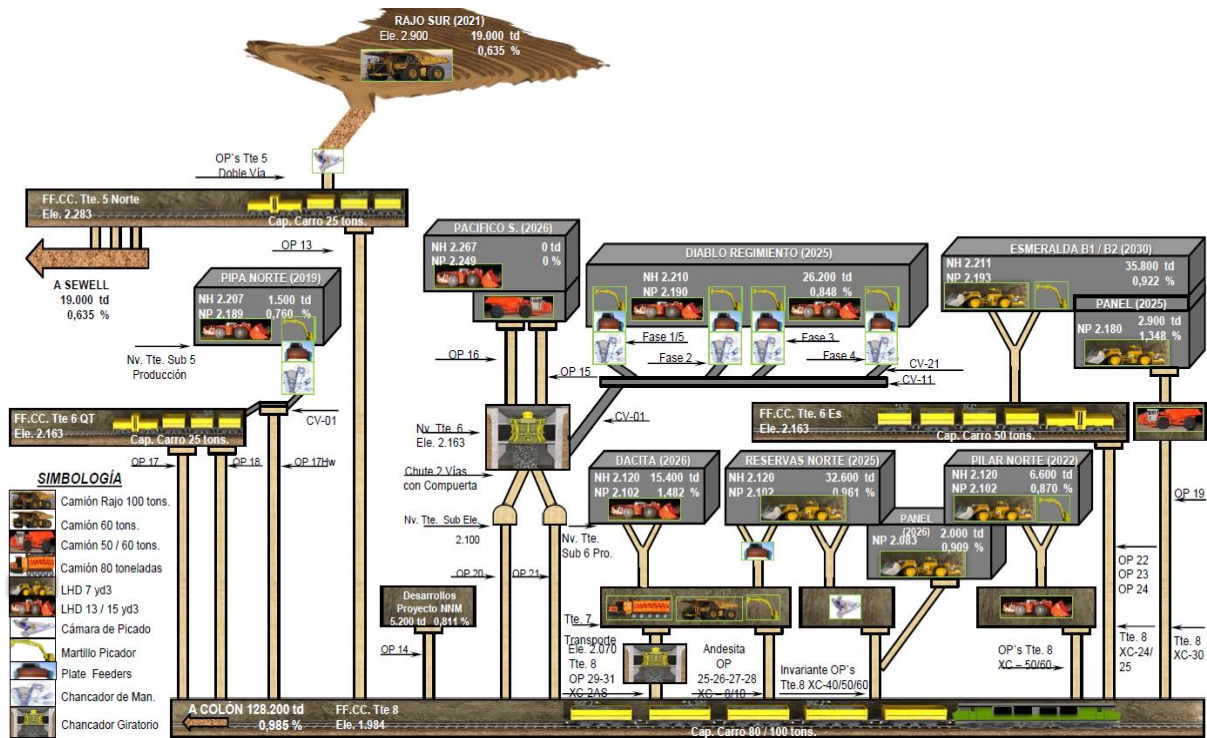 RAJO SUR (2021)
Ele. 2.900 19.000 td
0,635 %
OP`s Tte 5
Doble Vía
FF.CC. Tte. 5 Norte
Ele. 2.283
Cap. Carro 25 tons.
OP 13
A SEWELL
19.000 td
0,635 %
PIPA NORTE (2019)
NH 2.207 1.500 td
NP 2.189 0,760 %
Nv. Tte. Sub 5
Producción
CV-01
FF.CC. Tte 6 QT
Ele. 2.163
Cap. Carro 25 tons.
OP 17
OP 18
OP 17Hw
PACIFICO S. (2026)
NH 2.267 0 td
NP 2.249 0 %
OP 16
OP 15
DIABLO REGIMIENTO (2025)
NH 2.210 26.200 td
NP 2.190 0,848 %
Fase 1/5
Fase 2
Fase 3
Fase 4
CV-21
CV-11
CV-01
Nv. Tte. 6
Ele. 2.163
Chute 2 Vías
con Compuerta
Nv. Tte. Sub Ele.
2.100
Nv. Tte.
Sub 6 Pro.
OP 20
OP 21
ESMERALDA B1 / B2 (2030)
NH 2.211 35.800 td
NP 2.193 0,922 %
PANEL (2025)
NP 2.180 2.900 td
1,348 %
FF.CC. Tte. 6 Es
Ele. 2.163
Cap. Carro 50 tons.
OP 19
OP 22
OP 23
OP 24
Tte. 8
XC-24/
25
Tte. 8
XC-30
DACITA (2026)
NH 2.120 15.400 td
NP 2.102 1.482 %
RESERVAS NORTE (2025)
NH 2.120 32.600 td
NP 2.102 0,961 %
PANEL
(2026)
NP 2.083 2.000 td
0,909 %
PILAR NORTE (2022)
NH 2.120 6.600 td
NP 2.102 0,870 %
Desarrollos
Proyecto NNM
5.200 td 0,811 %
OP 14
Tte. 7
Transporte
Ele. 2.070
Tte. 8
OP 29-31
XC-2AS
Andesita
OP
25-26-27-28
XC – 8/10
Invariante OP`s
Tte.8 XC-40/50/60
OP`s Tte. 8
XC – 50/60
SIMBOLOGÍA
Camión Rajo 100 tons.
Camión 60 tons.
Camión 50 / 60 tons.
Camión 80 toneladas
LHD 7 yd3
LHD 13 / 15 yd3
Cámara de Picado
Martillo Picador
Plate Feeders
Chancador de Man.
Chancador Giratorio
A COLÓN 128.200 td
0,985 %
FF.CC. Tte 8
Ele. 1.984
Cap. Carro 80 / 100 tons.